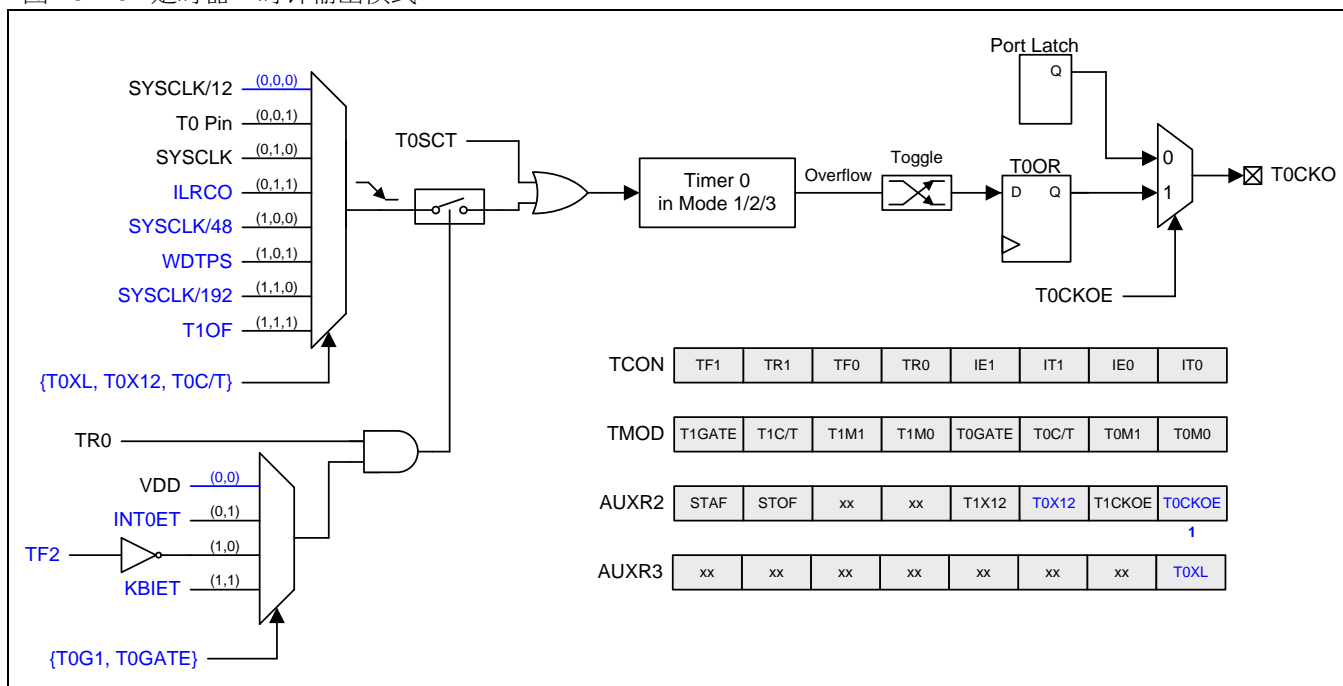 Port Latch
Q
SYSCLK/12 (0,0,0)
T0 Pin (0,0,1)
SYSCLK (0,1,0)
ILRCO (0,1,1)
SYSCLK/48 (1,0,0)
WDTPS (1,0,1)
SYSCLK/192 (1,1,0)
T1OF (1,1,1)
{T0XL, T0X12, T0C/T}
T0SCT
Timer 0
in Mode 1/2/3
Overflow
Toggle
T0OR
D Q
0
1
T0CKO
T0CKOE
TR0
VDD (0,0)
INT0ET (0,1)
TF2 (1,0)
KBIET (1,1)
{T0G1, T0GATE}
TCON TF1 TR1 TF0 TR0 IE1 IT1 IE0 IT0
TMOD T1GATE T1C/T T1M1 T1M0 T0GATE T0C/T T0M1 T0M0
AUXR2 STAF STOF xx xx T1X12 T0X12 T1CKOE T0CKOE
1
AUXR3 xx xx xx xx xx xx xx T0XL